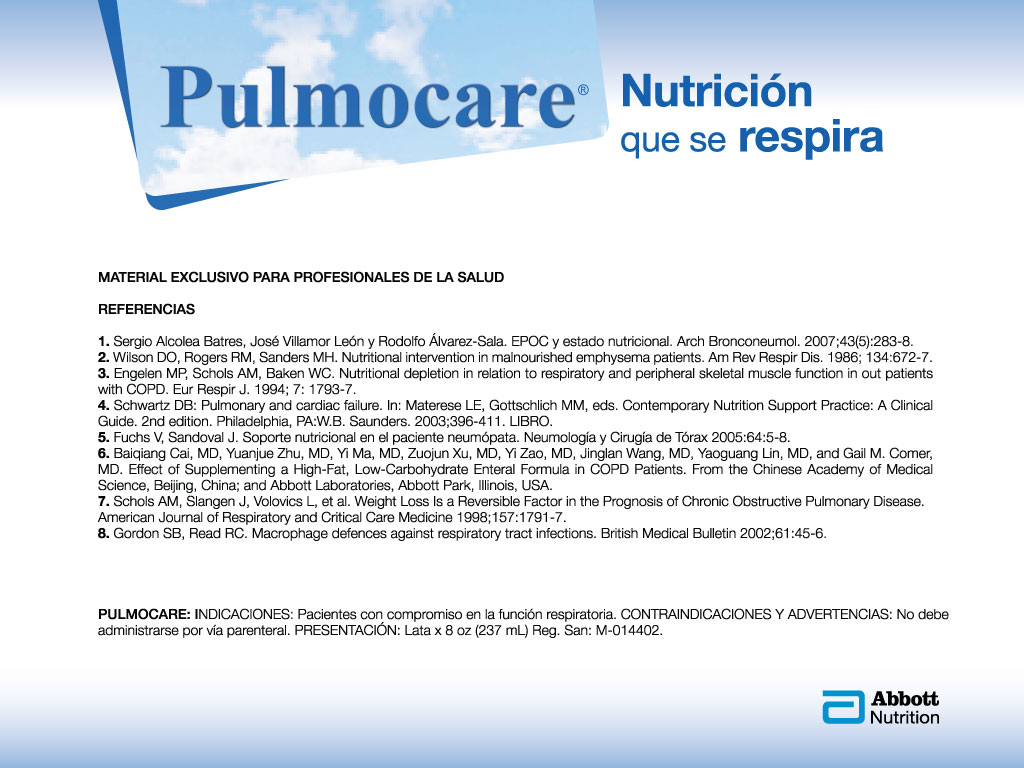 Pulmocare®
Nutrición
que se respira
MATERIAL EXCLUSIVO PARA PROFESIONALES DE LA SALUD
REFERENCIAS
1. Sergio Alcolea Batres, José Villamor León y Rodolfo Álvarez-Sala. EPOC y estado nutricional. Arch Bronconeumol. 2007;43(5):283-8.
2. Wilson DO, Rogers RM, Sanders MH. Nutritional intervention in malnourished emphysema patients. Am Rev Respir Dis. 1986; 134:672-7.
3. Engelen MP, Schols AM, Baken WC. Nutritional depletion in relation to respiratory and peripheral skeletal muscle function in out patients
with COPD. Eur Respir J. 1994; 7: 1793-7.
4. Schwartz DB: Pulmonary and cardiac failure. In: Materese LE, Gottschlich MM, eds. Contemporary Nutrition Support Practice: A Clinical
Guide. 2nd edition. Philadelphia, PA:W.B. Saunders. 2003;396-411. LIBRO.
5. Fuchs V, Sandoval J. Soporte nutricional en el paciente neumópata. Neumología y Cirugía de Tórax 2005:64:5-8.
6. Baiqiang Cai, MD, Yuanjue Zhu, MD, Yi Ma, MD, Zuojun Xu, MD, Yi Zao, MD, Jinglan Wang, MD, Yaoguang Lin, MD, and Gail M. Comer,
MD. Effect of Supplementing a High-Fat, Low-Carbohydrate Enteral Formula in COPD Patients. From the Chinese Academy of Medical
Science, Beijing, China; and Abbott Laboratories, Abbott Park, Illinois, USA.
7. Schols AM, Slangen J, Volovics L, et al. Weight Loss Is a Reversible Factor in the Prognosis of Chronic Obstructive Pulmonary Disease.
American Journal of Respiratory and Critical Care Medicine 1998;157:1791-7.
8. Gordon SB, Read RC. Macrophage defences against respiratory tract infections. British Medical Bulletin 2002;61:45-6.
PULMOCARE: INDICACIONES: Pacientes con compromiso en la función respiratoria. CONTRAINDICACIONES Y ADVERTENCIAS: No debe
administrarse por vía parenteral. PRESENTACIÓN: Lata x 8 oz (237 mL) Reg. San: M-014402.
Abbott
Nutrition